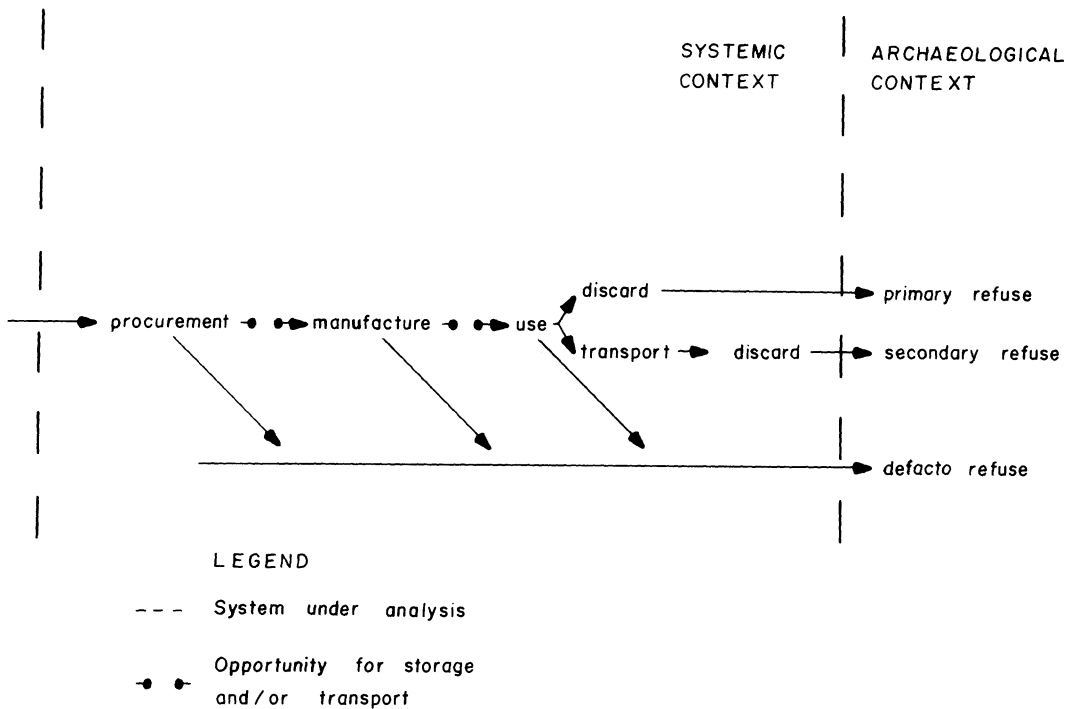 SYSTEMIC CONTEXT
ARCHAEOLOGICAL CONTEXT
discard
primary refuse
procurement
manufacture
use
transport
discard
secondary refuse
defacto refuse
LEGEND
System under analysis
Opportunity for storage
and/or transport